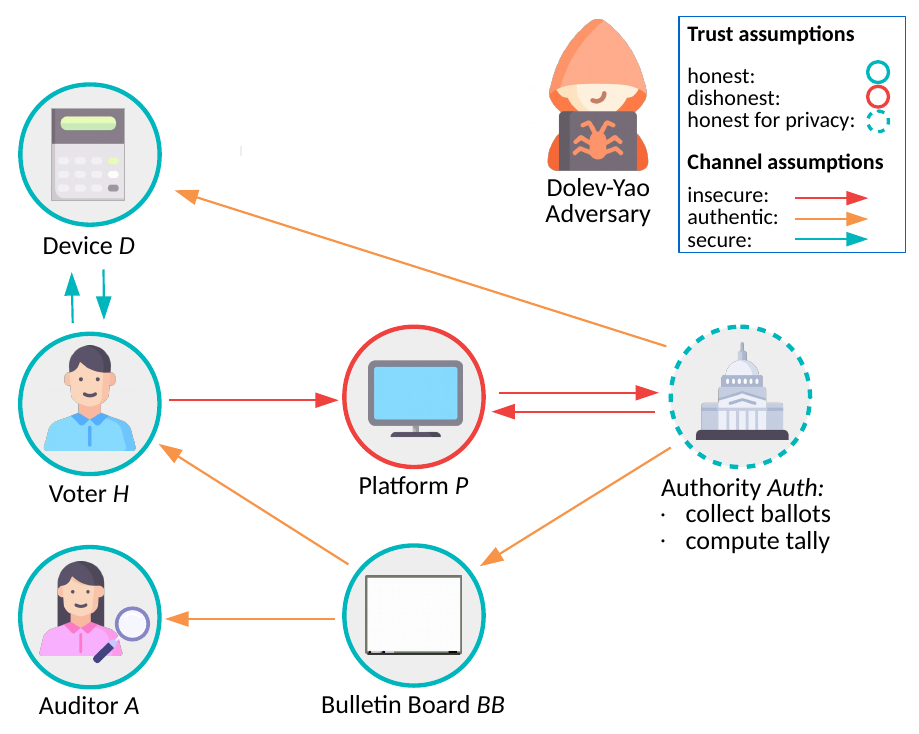 Trust assumptions
honest:
dishonest:
honest for privacy:
Channel assumptions
insecure:
authentic:
secure:
Dolev-Yao
Adversary
Device D
Voter H
Platform P
Authority Auth:
· collect ballots
· compute tally
Auditor A
Bulletin Board BB